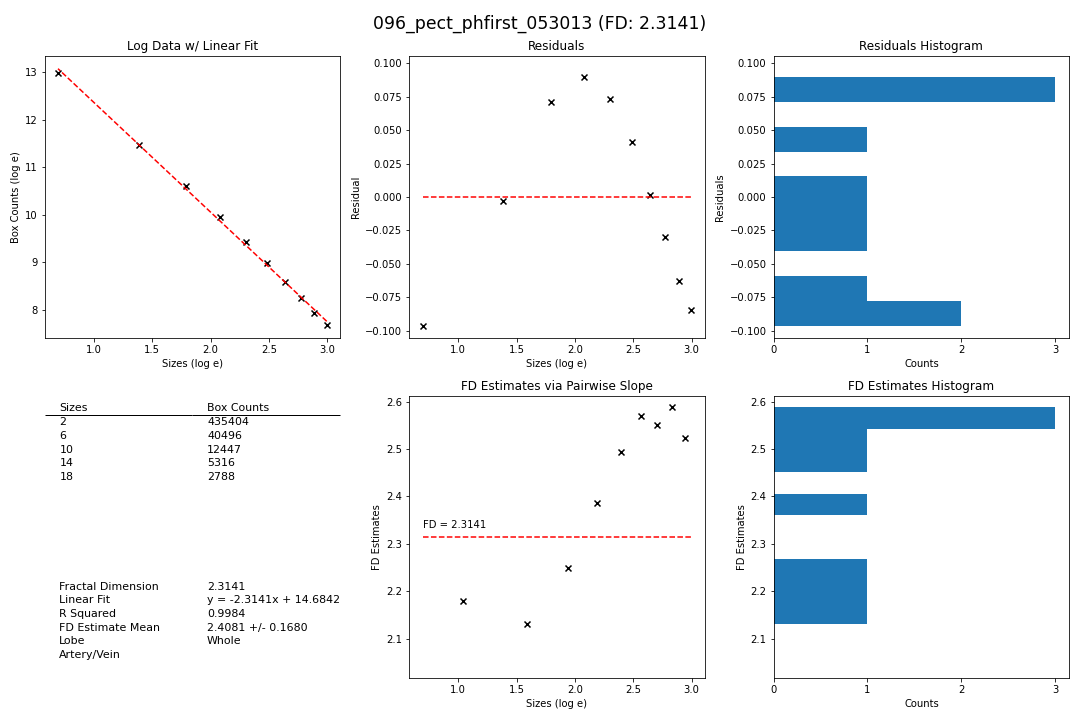 096_pect_phfirst_053013 (FD: 2.3141)
Log Data w/ Linear Fit
13
12
11
10
9
8
Box Counts (log e)
1.0 1.5 2.0 2.5 3.0
Sizes (log e)
Residuals
0.100
0.075
0.050
0.025
0.000
−0.025
−0.050
−0.075
−0.100
Residual
1.0 1.5 2.0 2.5 3.0
Sizes (log e)
Residuals Histogram
0.100
0.075
0.050
0.025
0.000
−0.025
−0.050
−0.075
−0.100
Residuals
0 1 2 3
Counts
Sizes Box Counts
2 435404
6 40496
10 12447
14 5316
18 2788
Fractal Dimension 2.3141
Linear Fit y = -2.3141x + 14.6842
R Squared 0.9984
FD Estimate Mean 2.4081 +/- 0.1680
Lobe Whole
Artery/Vein
FD Estimates via Pairwise Slope
2.6
2.5
2.4
2.3
2.2
2.1
FD Estimates
FD = 2.3141
1.0 1.5 2.0 2.5 3.0
Sizes (log e)
FD Estimates Histogram
2.6
2.5
2.4
2.3
2.2
2.1
FD Estimates
0 1 2 3
Counts